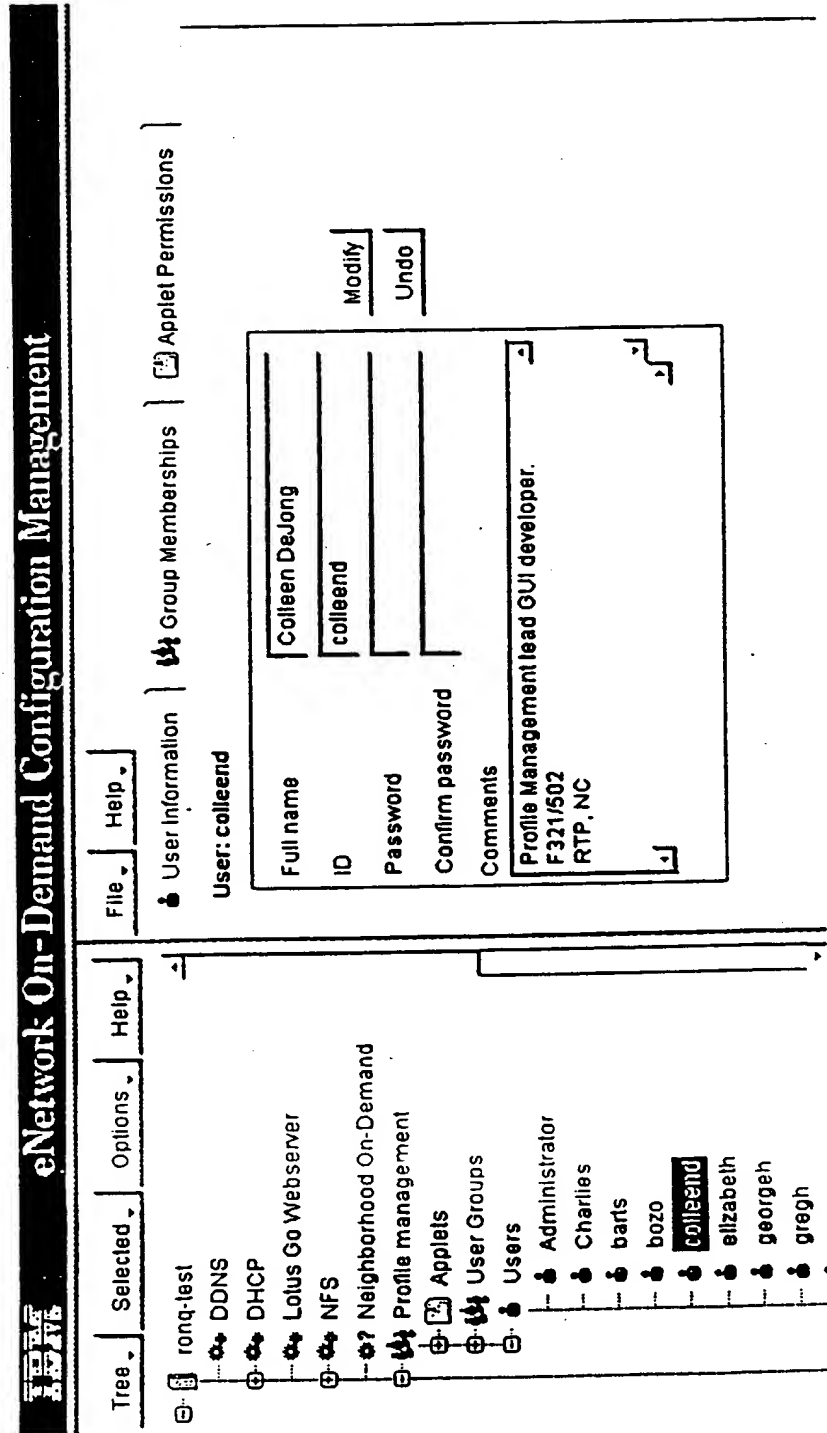 IBM eNetwork On-Demand Configuration Management
Tree Selected Options Help
ronq-test
DDNS
DHCP
Lotus Go Webserver
NFS
Neighborhood On-Demand
Profile management
Applets
User Groups
Users
Administrator
Charlies
barts
bozo
colleend
elizabeth
georgeh
gregh
File Help
User Information Group Memberships Applet Permissions
User: colleend
Full name Colleen DeJong
ID colleend
Modify
Password
Undo
Confirm password
Comments
Profile Management lead GUI developer.
F321/502
RTP, NC